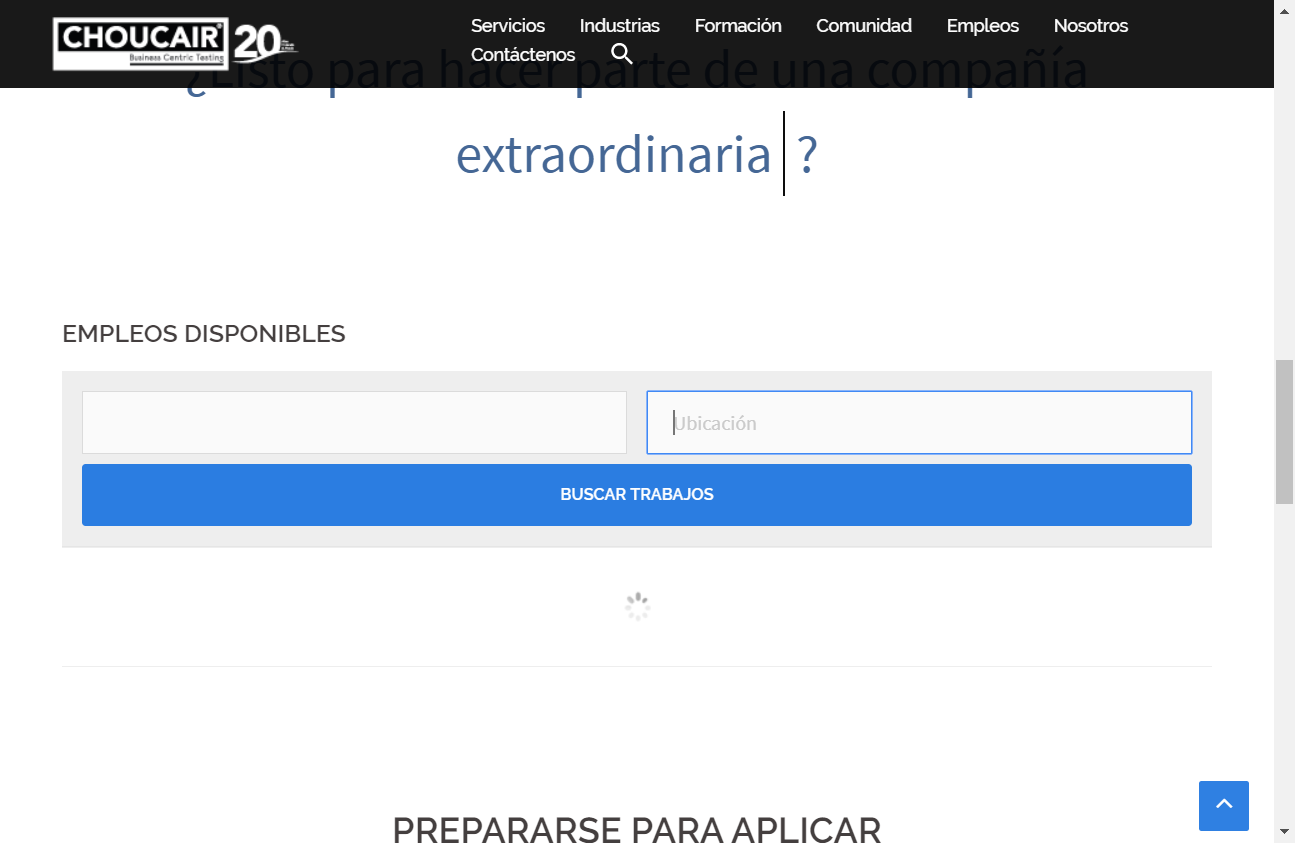 CHOUCAIR®
Business Centric Testing
20
Servicios Industrias Formación Comunidad Empleos Nosotros
Contáctenos
¿Listo para hacer parte de una compañía
extraordinaria ?
EMPLEOS DISPONIBLES
Ubicación
BUSCAR TRABAJOS
PREPARARSE PARA APLICAR